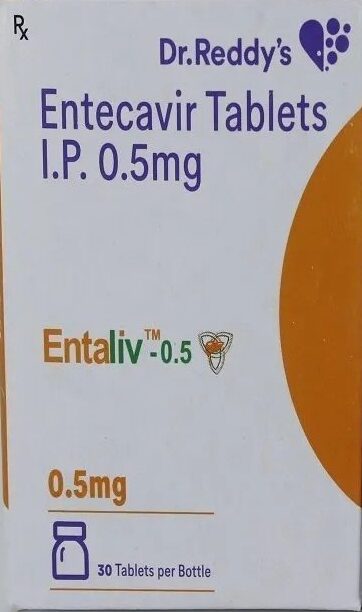 Rx
Dr.Reddy's
Entecavir Tablets
I.P. 0.5mg
Entaliv™-0.5
0.5mg
30 Tablets per Bottle